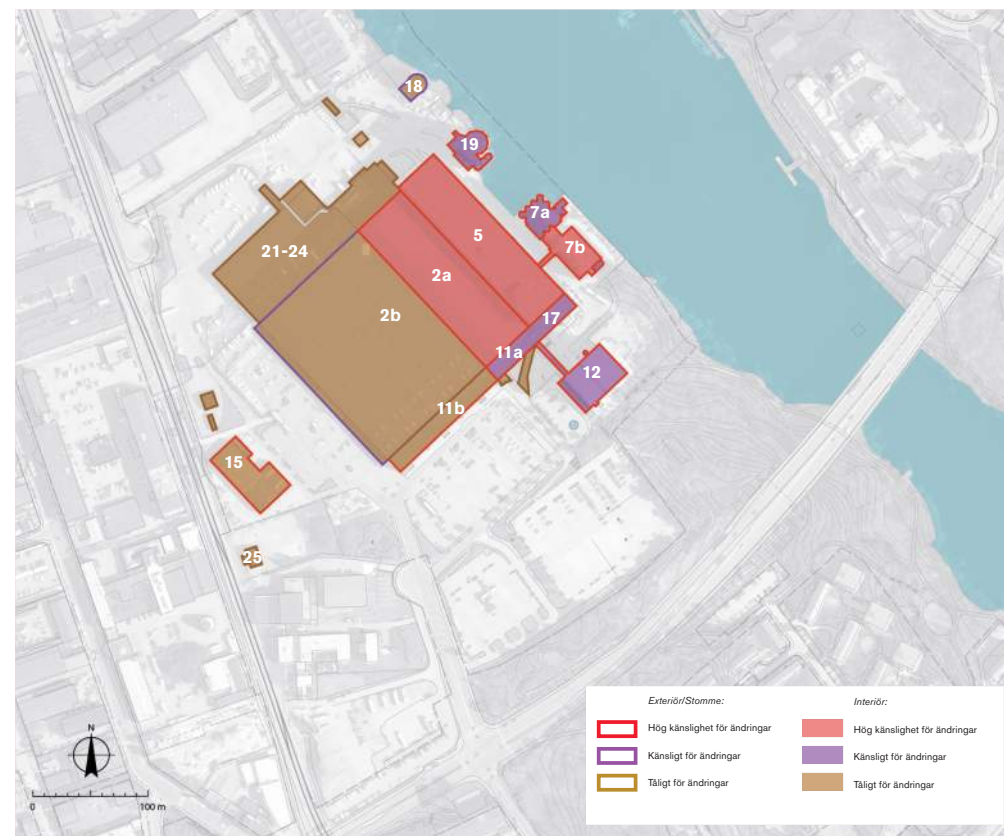 18
19
7a
5
7b
21-24
2a
2b
17
11a
12
11b
15
25
N
0 100 m
Exteriör/Stomme: Interiör:
Hög känslighet för ändringar Hög känslighet för ändringar
Känsligt för ändringar Känsligt för ändringar
Tåligt för ändringar Tåligt för ändringar